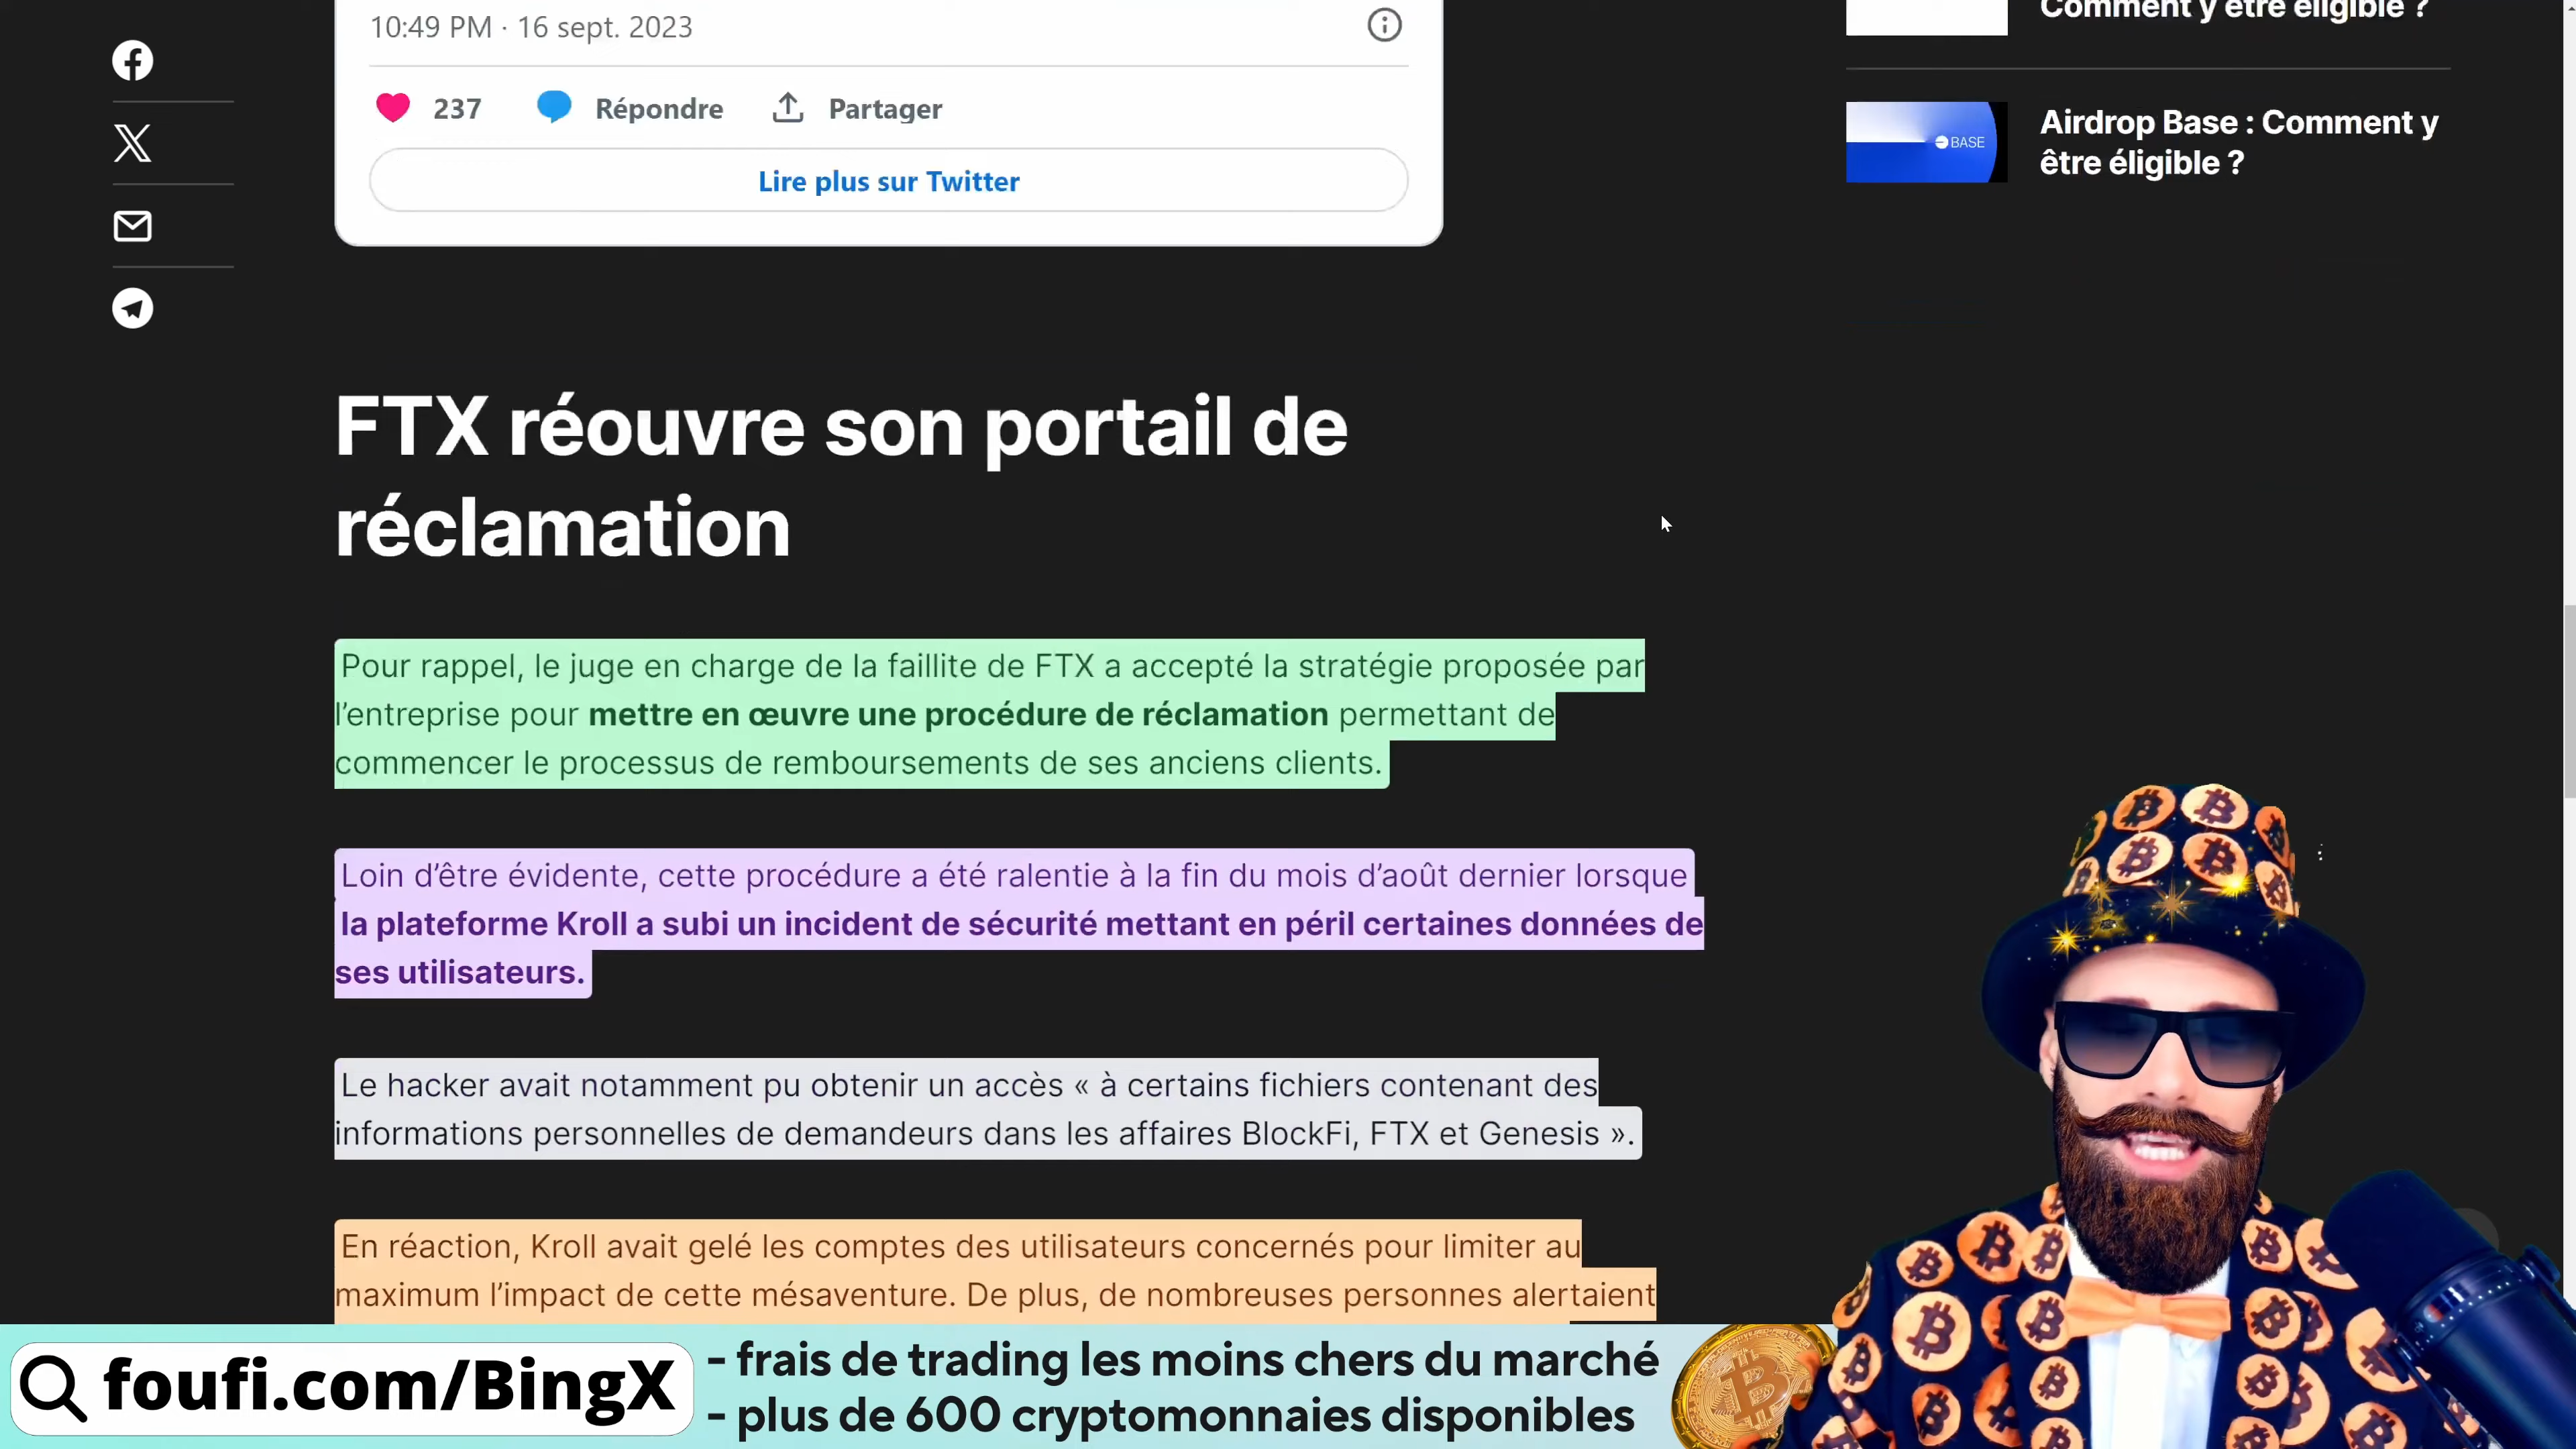 10:49 PM · 16 sept. 2023
237 Répondre Partager
Lire plus sur Twitter
Comment y être éligible ?
BASE
Airdrop Base : Comment y
être éligible ?
FTX réouvre son portail de
réclamation
Pour rappel, le juge en charge de la faillite de FTX a accepté la stratégie proposée par
l’entreprise pour mettre en œuvre une procédure de réclamation permettant de
commencer le processus de remboursements de ses anciens clients.
Loin d’être évidente, cette procédure a été ralentie à la fin du mois d’août dernier lorsque
la plateforme Kroll a subi un incident de sécurité mettant en péril certaines données de
ses utilisateurs.
Le hacker avait notamment pu obtenir un accès « à certains fichiers contenant des
informations personnelles de demandeurs dans les affaires BlockFi, FTX et Genesis ».
En réaction, Kroll avait gelé les comptes des utilisateurs concernés pour limiter au
maximum l’impact de cette mésaventure. De plus, de nombreuses personnes alertaient
foufi.com/BingX
- frais de trading les moins chers du marché
- plus de 600 cryptomonnaies disponibles